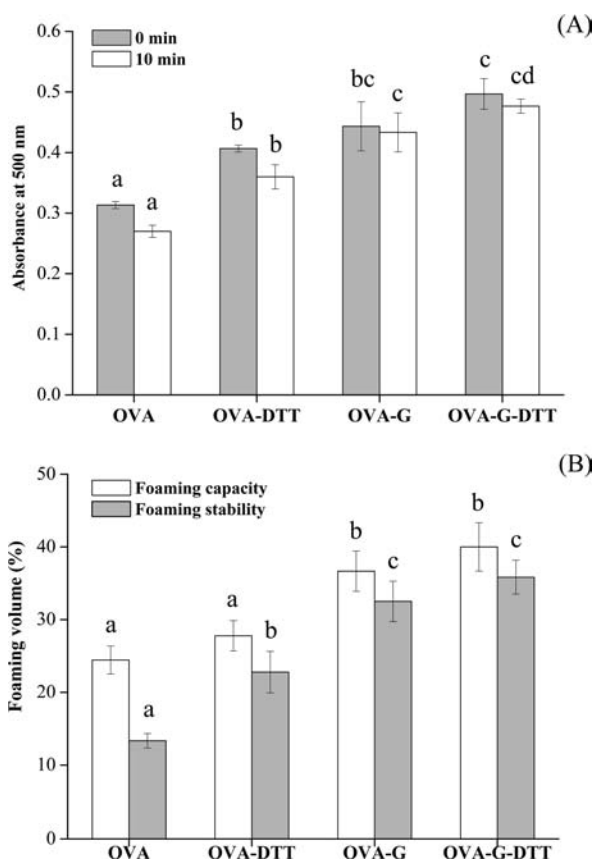 (A)
0 min
10 min
Absorbance at 500 nm
0.6
0.5
0.4
0.3
0.2
0.1
0.0
a
a
b
b
bc
c
c
cd
OVA
OVA-DTT
OVA-G
OVA-G-DTT
(B)
Foaming capacity
Foaming stability
Foaming volume (%)
50
40
30
20
10
0
a
a
a
b
b
c
b
c
OVA
OVA-DTT
OVA-G
OVA-G-DTT